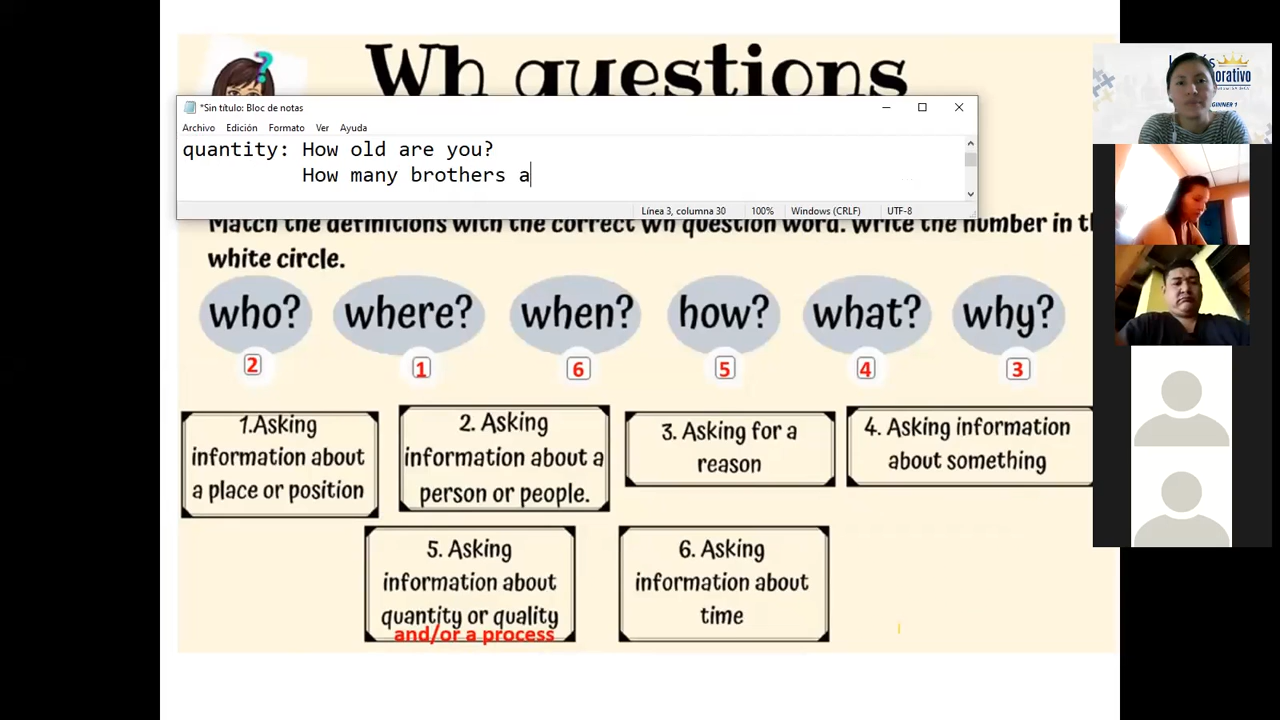 Wh questions
*Sin título: Bloc de notas
Archivo Edición Formato Ver Ayuda
quantity: How old are you?
How many brothers a
Línea 3, columna 30 100% Windows (CRLF) UTF-8
Match the definitions with the correct wh question word. Write the number in
white circle.
who? where? when? how? what? why?
2 1 6 5 4 3
1.Asking
information about
a place or position
2. Asking
information about a
person or people.
3. Asking for a
reason
4. Asking information
about something
5. Asking
information about
quantity or quality
and/or a process
6. Asking
information about
time